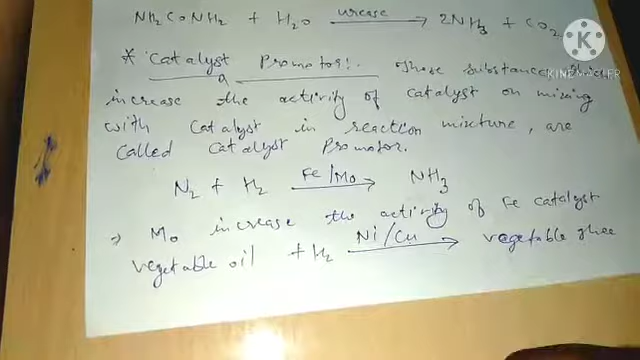 NH₂CONH₂ + H₂O urease → 2NH₃ + CO₂
* Catalyst Promotor:- Those substances
increase the activity of catalyst on mixing
with catalyst in reaction mixture, are
called catalyst promotor.
N₂ + H₂ Fe/Mo → NH₃
⇒ Mo increase the activity of Fe catalyst
vegetable oil + H₂ Ni/Cu → vegetable ghee
KINEMASTER